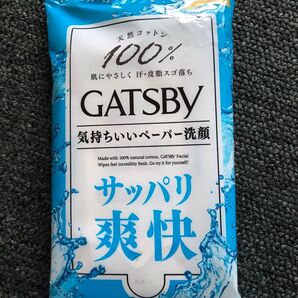 天然コットン
100%
肌にやさしく 汗・皮脂スゴ落ち
GATSBY
気持ちいいペーパー洗顔
Made with 100% natural cotton, GATSBY Facial
Wipes feel incredibly fresh. Go try it for yourself!
サッパリ
爽快